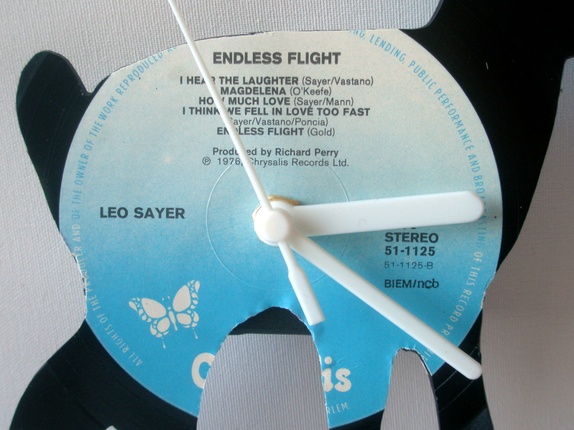 ENDLESS FLIGHT
I HEAR THE LAUGHTER (Sayer/Vastano)
MAGDELENA (O'Keefe)
HOW MUCH LOVE (Sayer/Mann)
I THINK WE FELL IN LOVE TOO FAST
(Sayer/Vastano/Poncia)
ENDLESS FLIGHT (Gold)
Produced by Richard Perry
℗ 1976 Chrysalis Records Ltd.
LEO SAYER
STEREO
51-1125
51-1125-B
BIEM/ncb
ALL RIGHTS OF THE AND OF THE OWNER OF THE WORK REPRODUCED
LENDING, PUBLIC PERFORMANCE AND OF THIS RECORD